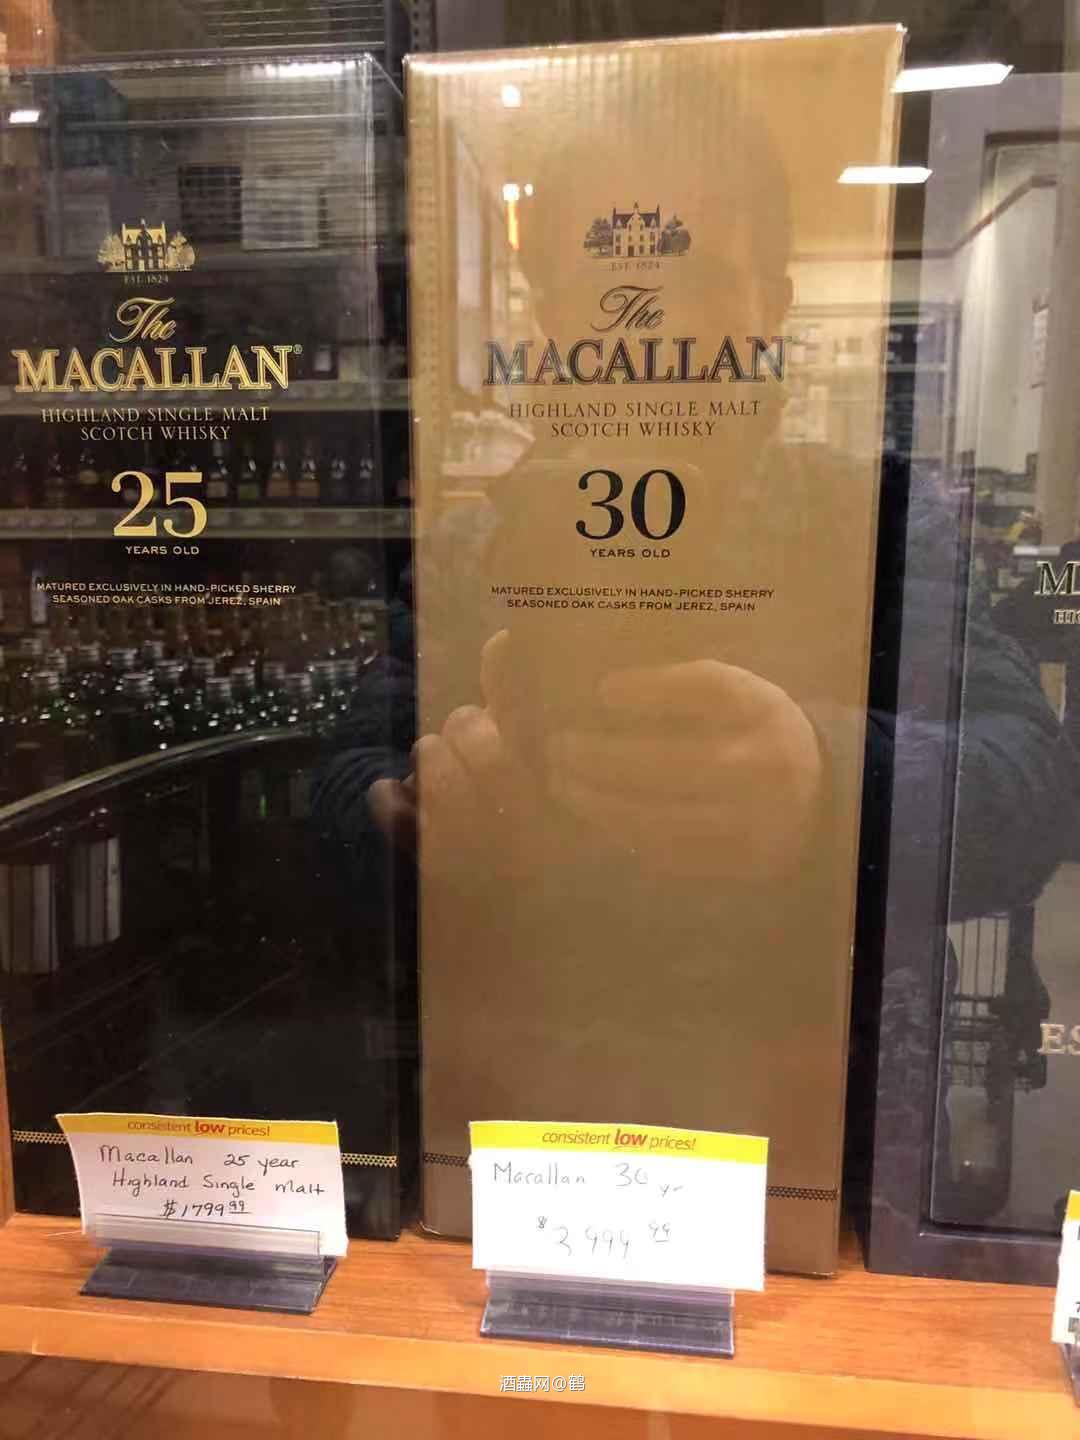 EST. 1824
The
MACALLAN®
HIGHLAND SINGLE MALT
SCOTCH WHISKY
25
YEARS OLD
MATURED EXCLUSIVELY IN HAND-PICKED SHERRY
SEASONED OAK CASKS FROM JEREZ, SPAIN
EST. 1824
The
MACALLAN
HIGHLAND SINGLE MALT
SCOTCH WHISKY
30
YEARS OLD
MATURED EXCLUSIVELY IN HAND-PICKED SHERRY
SEASONED OAK CASKS FROM JEREZ, SPAIN
consistent low prices!
Macallan 25 year
Highland Single malt
$1799 99
consistent low prices!
Macallan 30 yr
$ 999 99
酒蟲网@鹤